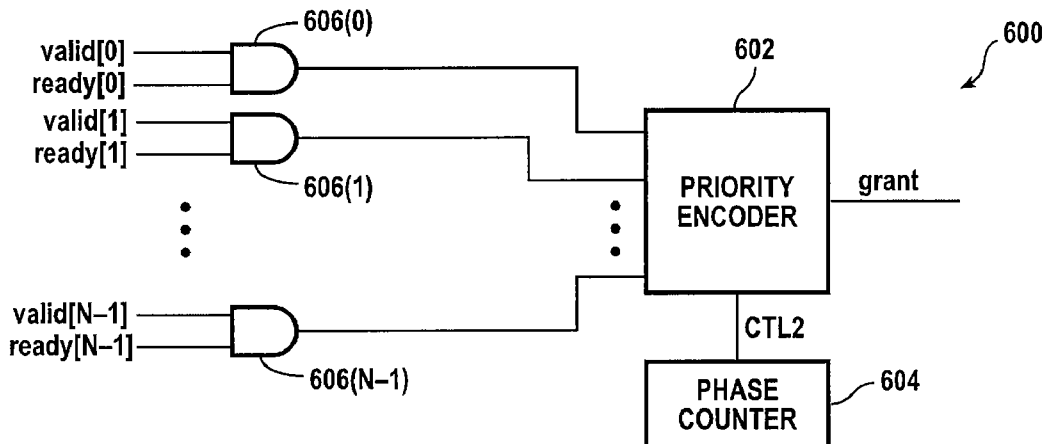 606(0)
600
valid[0]
ready[0]
602
valid[1]
ready[1]
606(1)
PRIORITY
ENCODER
grant
valid[N–1]
ready[N–1]
606(N–1)
CTL2
PHASE
COUNTER
604